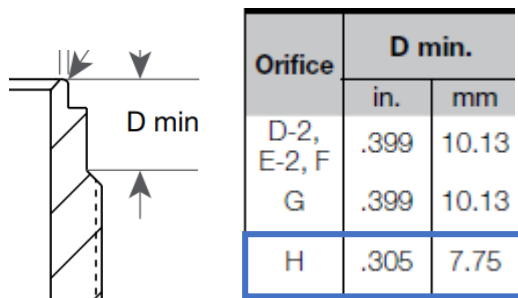 D min
Orifice D min.
in. mm
D-2,
E-2, F .399 10.13
G .399 10.13
H .305 7.75